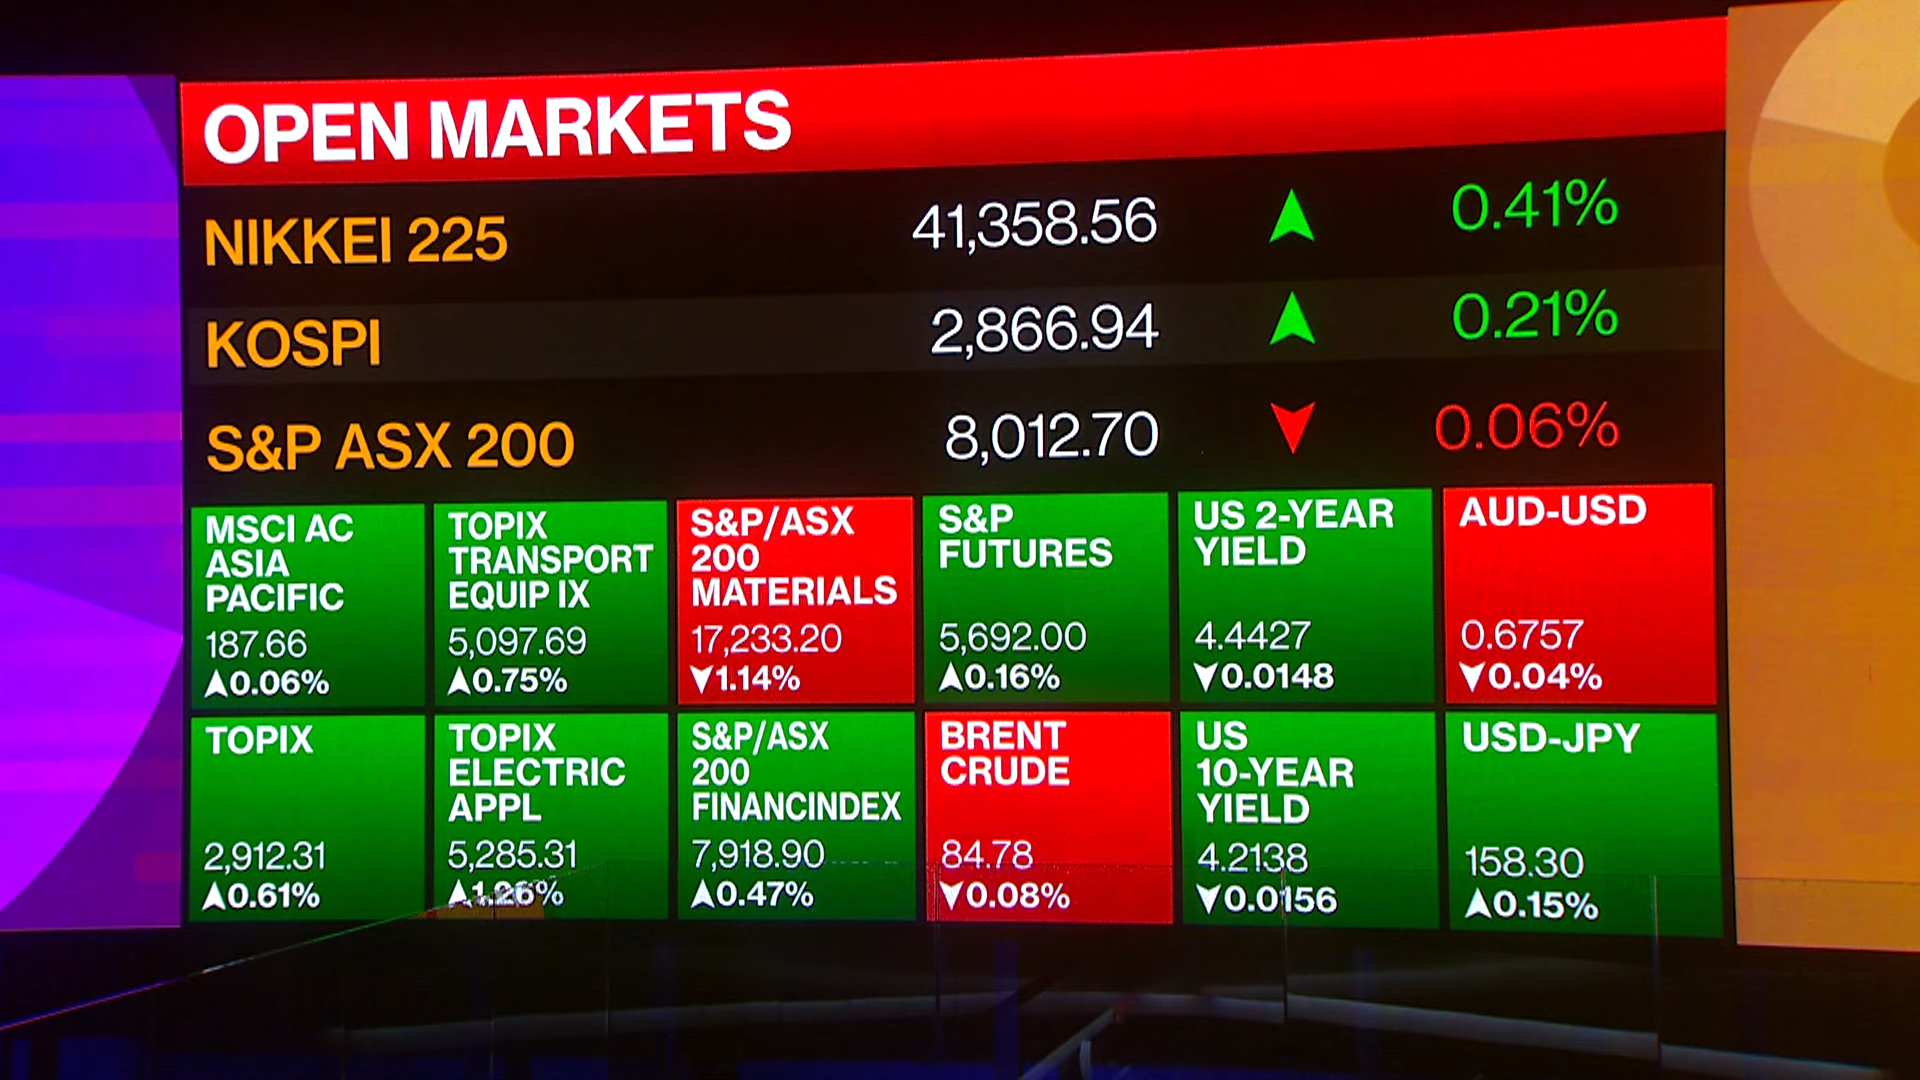 OPEN MARKETS
NIKKEI 225 41,358.56 ▲ 0.41%
KOSPI 2,866.94 ▲ 0.21%
S&P ASX 200 8,012.70 ▼ 0.06%
MSCI AC
ASIA
PACIFIC
187.66
▲0.06%
TOPIX
TRANSPORT
EQUIP IX
5,097.69
▲0.75%
S&P/ASX
200
MATERIALS
17,233.20
▼1.14%
S&P
FUTURES
5,692.00
▲0.16%
US 2-YEAR
YIELD
4.4427
▼0.0148
AUD-USD
0.6757
▼0.04%
TOPIX
2,912.31
▲0.61%
TOPIX
ELECTRIC
APPL
5,285.31
▲1.26%
S&P/ASX
200
FINANCINDEX
7,918.90
▲0.47%
BRENT
CRUDE
84.78
▼0.08%
US
10-YEAR
YIELD
4.2138
▼0.0156
USD-JPY
158.30
▲0.15%